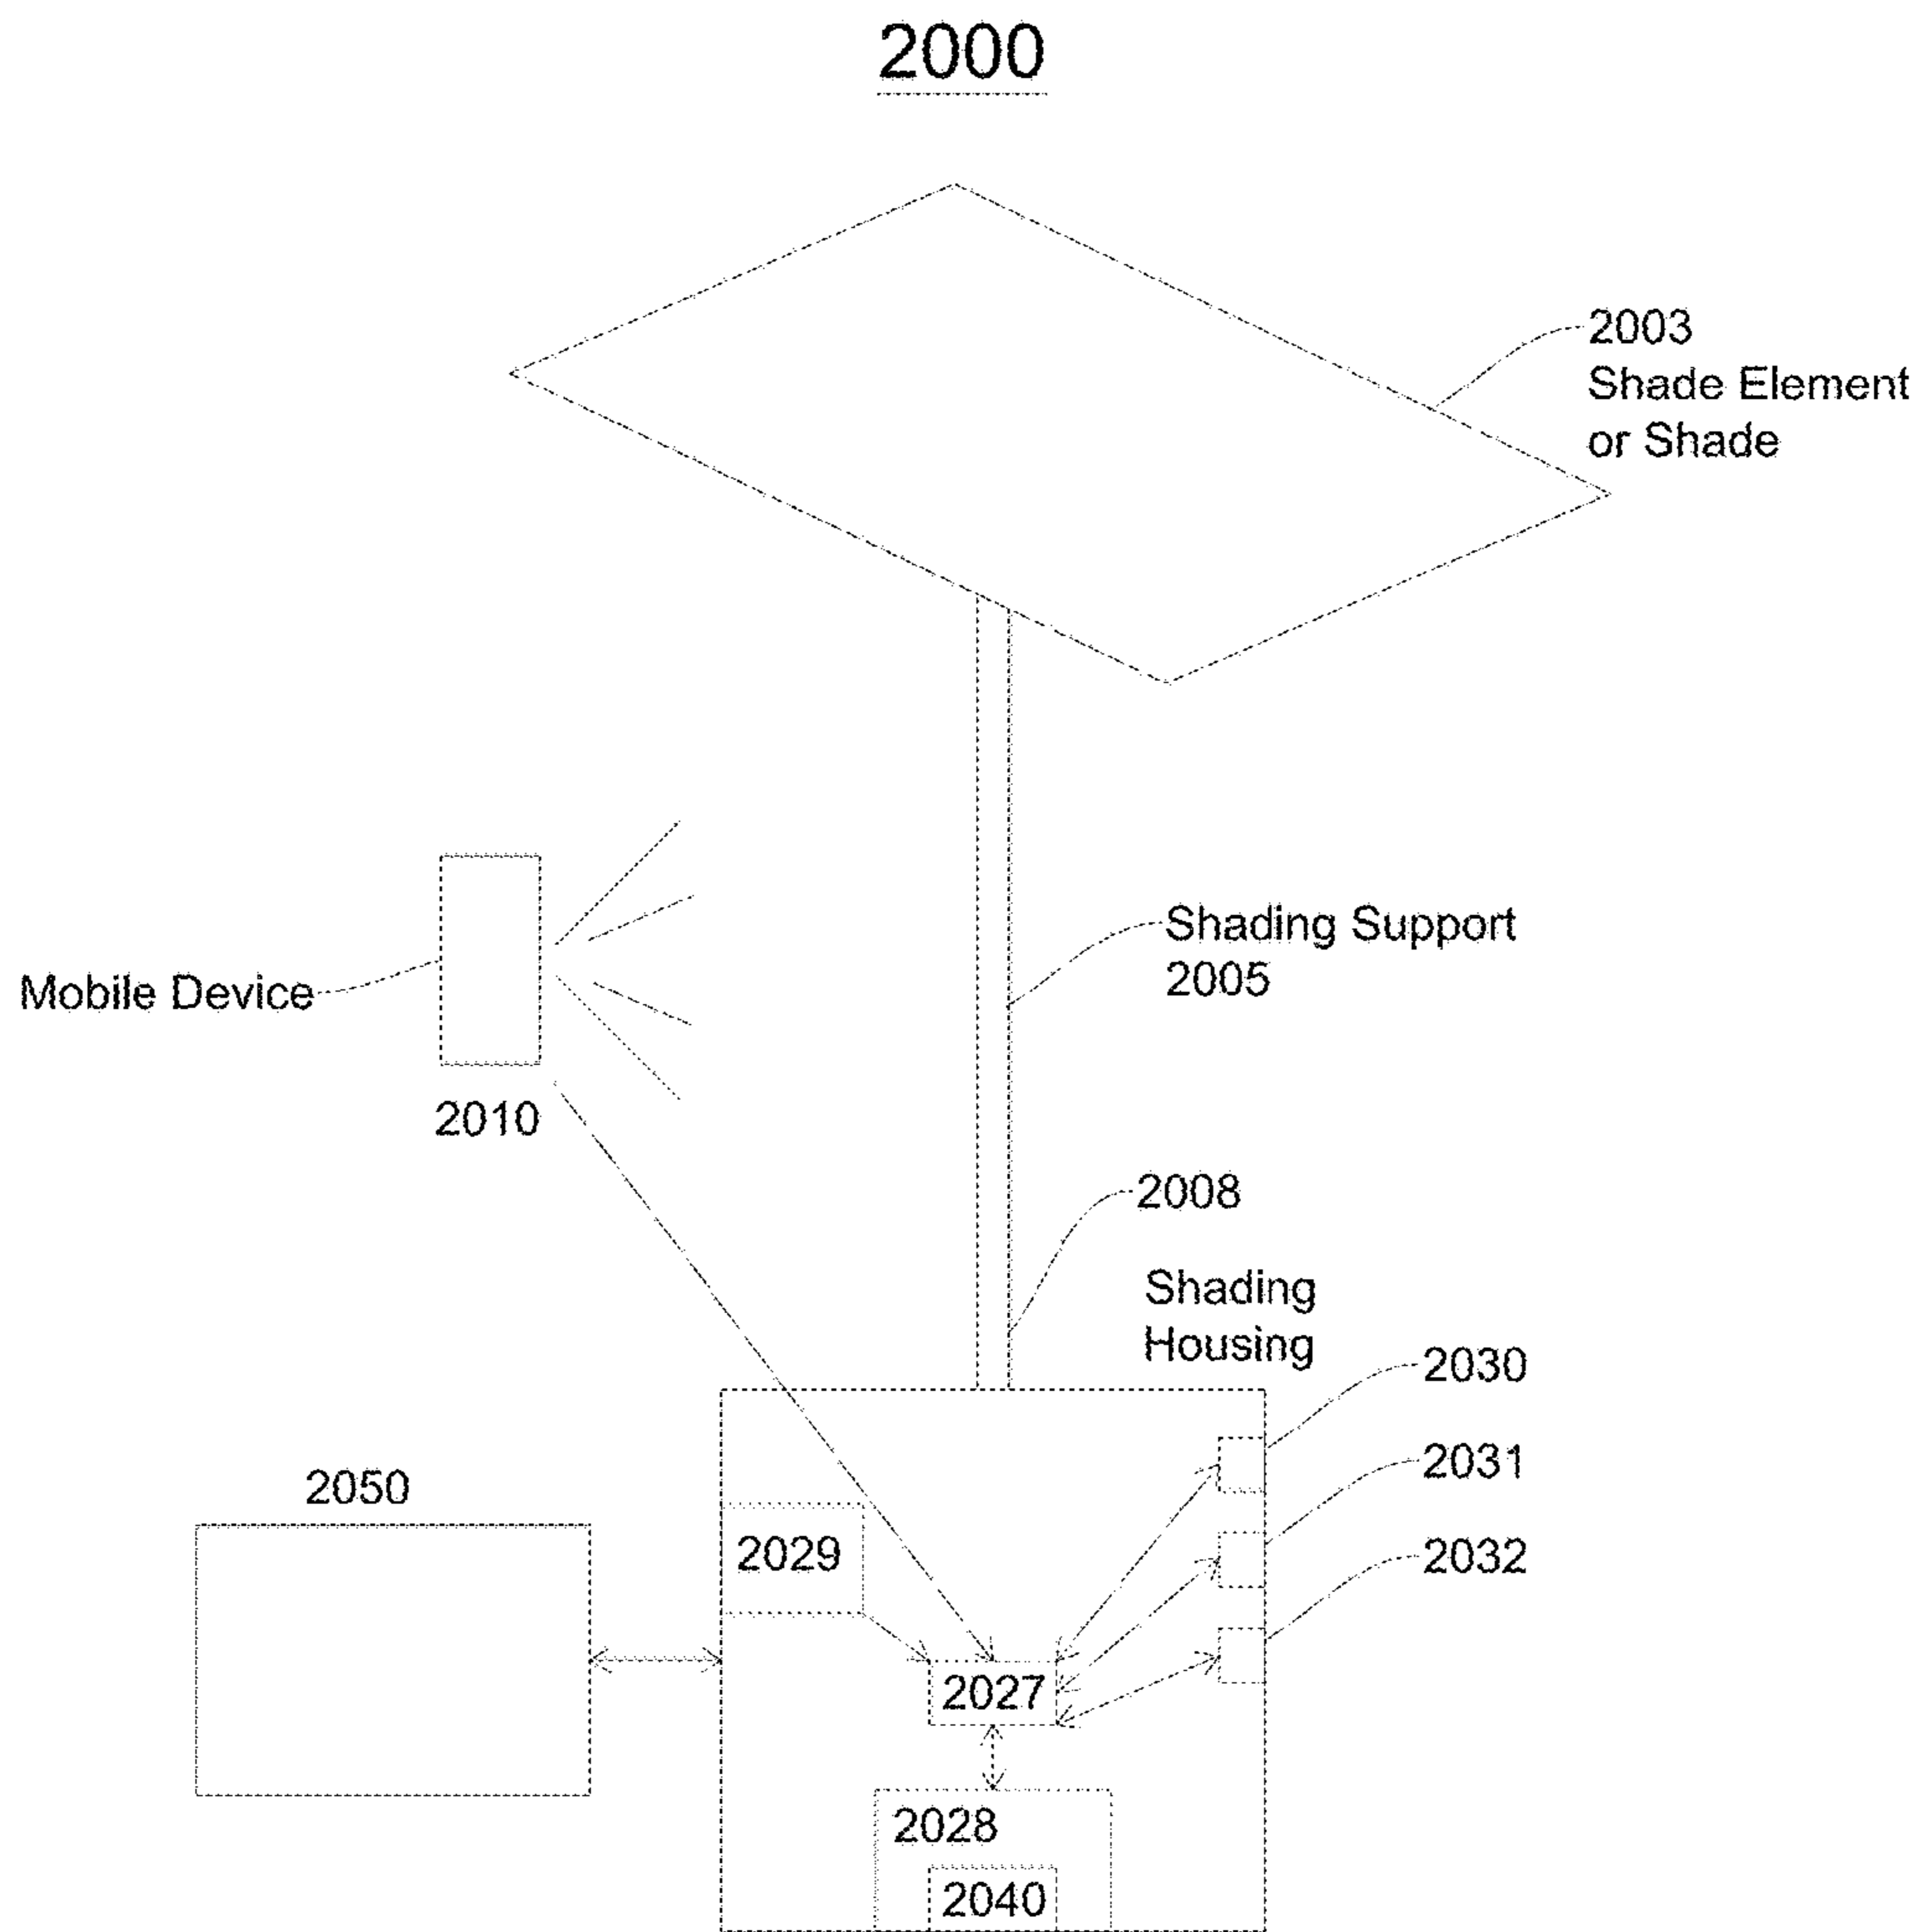 2000
2003
Shade Element
or Shade
Shading Support
2005
Mobile Device
2010
2008
Shading
Housing
2030
2050
2031
2029
2032
2027
2028
2040